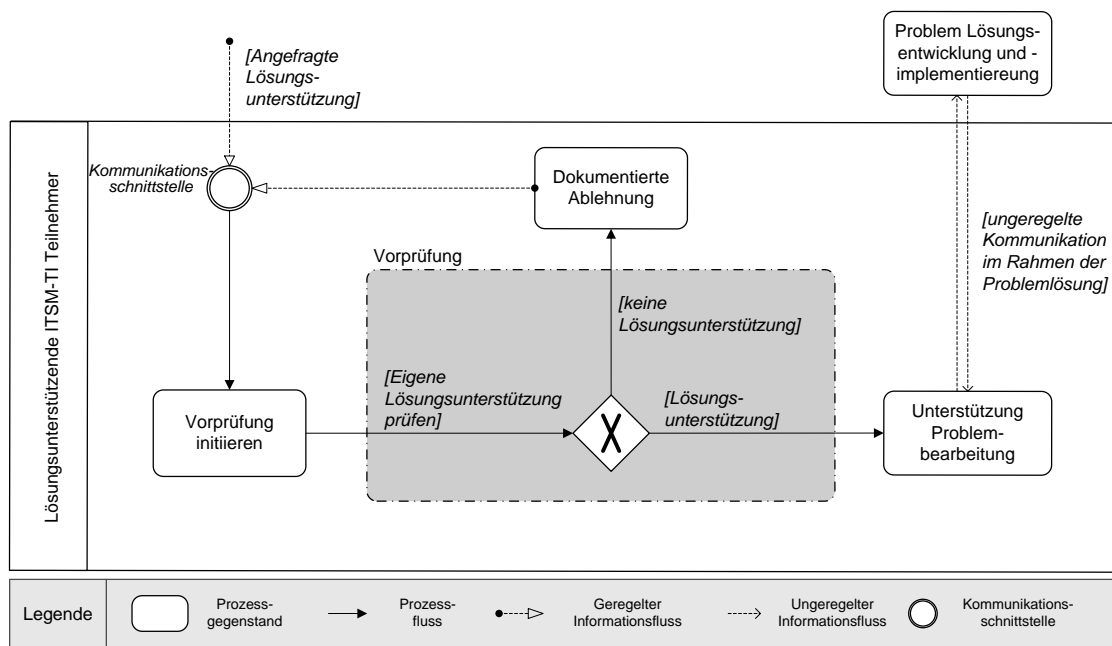 Problem Lösungs-
entwicklung und -
implementiereung
[Angefragte
Lösungs-
unterstützung]
Lösungsunterstützende ITSM-TI Teilnehmer
Kommunikations-
schnittstelle
Dokumentierte
Ablehnung
[ungeregelte
Kommunikation
im Rahmen der
Problemlösung]
Vorprüfung
[keine
Lösungsunterstützung]
[Eigene
Lösungsunterstützung
prüfen]
[Lösungs-
unterstützung]
Vorprüfung
initiieren
X
Unterstützung
Problem-
bearbeitung
Legende
Prozess-
gegenstand
Prozess-
fluss
Geregelter
Informationsfluss
Ungeregelter
Informationsfluss
Kommunikations-
schnittstelle